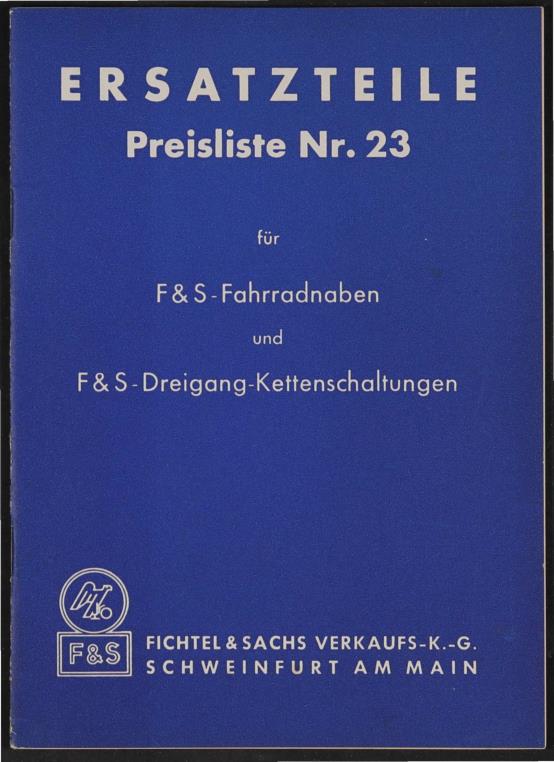 ERSATZTEILE
Preisliste Nr. 23
für
F & S - Fahrradnaben
und
F & S - Dreigang-Kettenschaltungen
F&S
FICHTEL & SACHS VERKAUFS-K.-G.
SCHWEINFURT AM MAIN